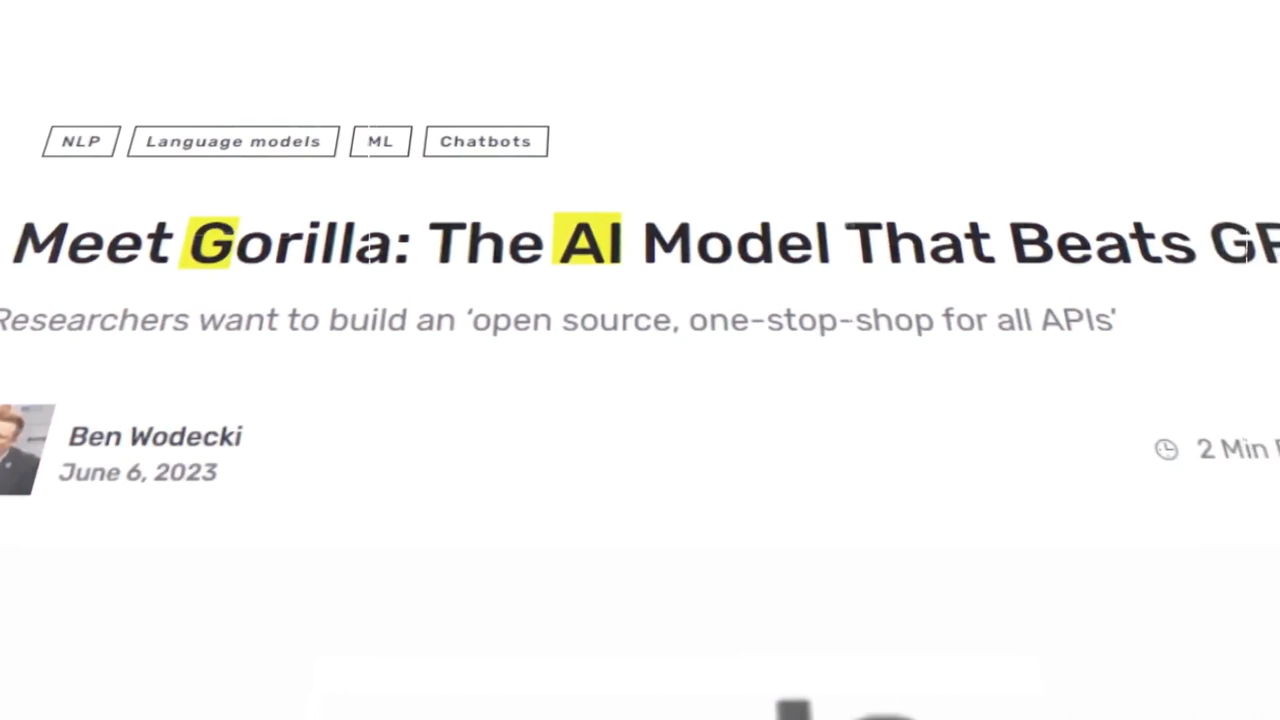 NLP Language models ML Chatbots
Meet Gorilla: The AI Model That Beats
Researchers want to build an ‘open source, one-stop-shop for all APIs’
Ben Wodecki
June 6, 2023
2 Min